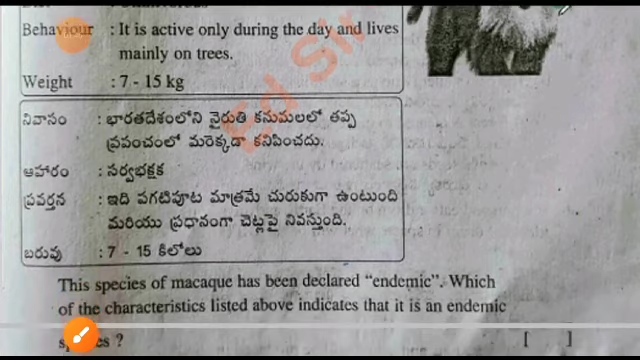 Behaviour : It is active only during the day and lives
mainly on trees.
Weight : 7 - 15 kg
నివాసం : భారతదేశంలోని నైరుతి కనుమలలో తప్ప
ప్రపంచంలో మరెక్కడా కనిపించదు.
ఆహారం : సర్వభక్షక
ప్రవర్తన : ఇది పగటిపూట మాత్రమే చురుకుగా ఉంటుంది
మరియు ప్రధానంగా చెట్లపై నివస్తుంది.
బరువు : 7 - 15 కిలోలు
This species of macaque has been declared "endemic". Which
of the characteristics listed above indicates that it is an endemic
? [ ]